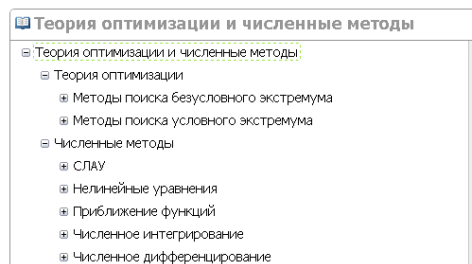 Теория оптимизации и численные методы
Теория оптимизации и численные методы
Теория оптимизации
Методы поиска безусловного экстремума
Методы поиска условного экстремума
Численные методы
СЛАУ
Нелинейные уравнения
Приближение функций
Численное интегрирование
Численное дифференцирование